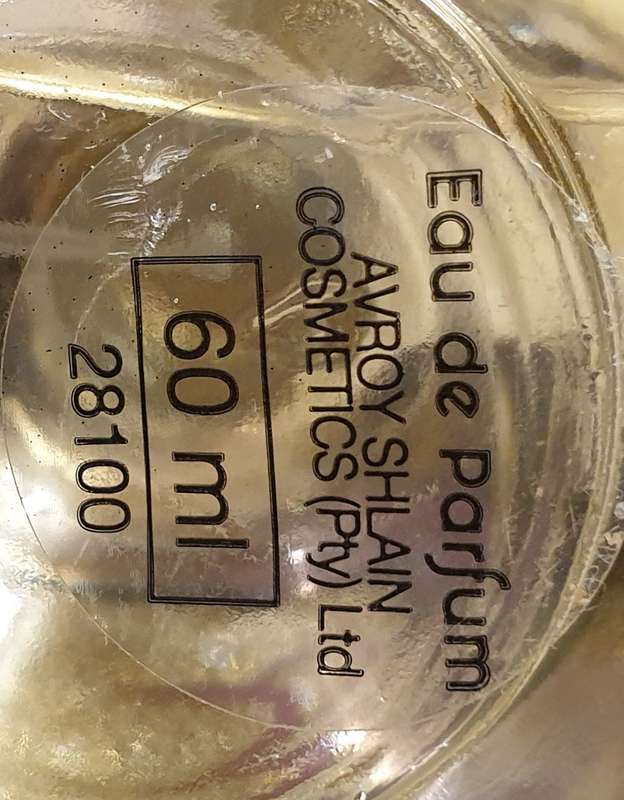 Eau de parfum
AVROY SHLAIN
COSMETICS (Pty) Ltd
60 ml
28100